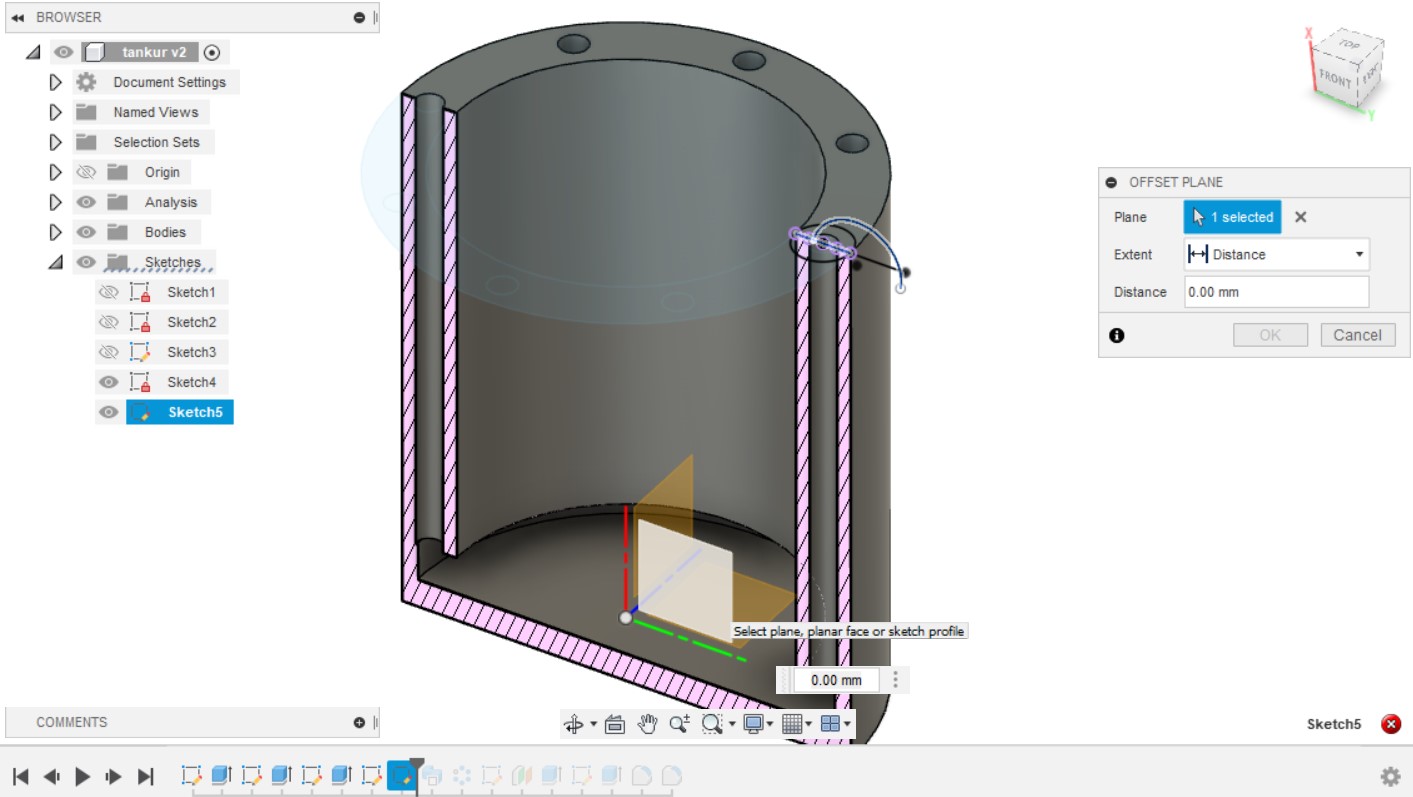 BROWSER
tankur v2
Document Settings
Named Views
Selection Sets
Origin
Analysis
Bodies
Sketches
Sketch1
Sketch2
Sketch3
Sketch4
Sketch5
X
TOP
FRONT
Y
OFFSET PLANE
Plane
1 selected
Extent
Distance
Distance
0.00 mm
OK
Cancel
Select plane, planar face or sketch profile
0.00 mm
COMMENTS
Sketch5